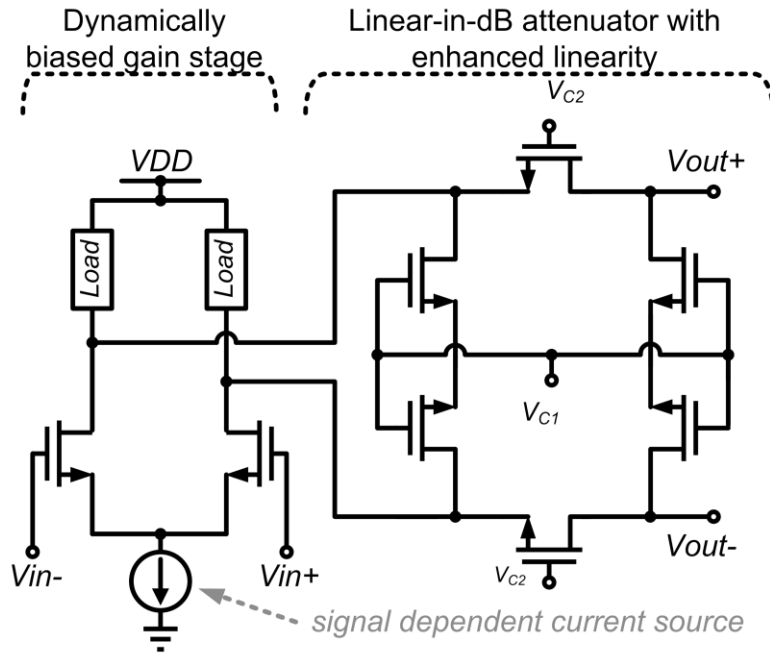 Dynamically
biased gain stage
Linear-in-dB attenuator with
enhanced linearity
VC2
VDD
Vout+
Load
Load
VC1
Vin-
Vin+
VC2
Vout-
signal dependent current source